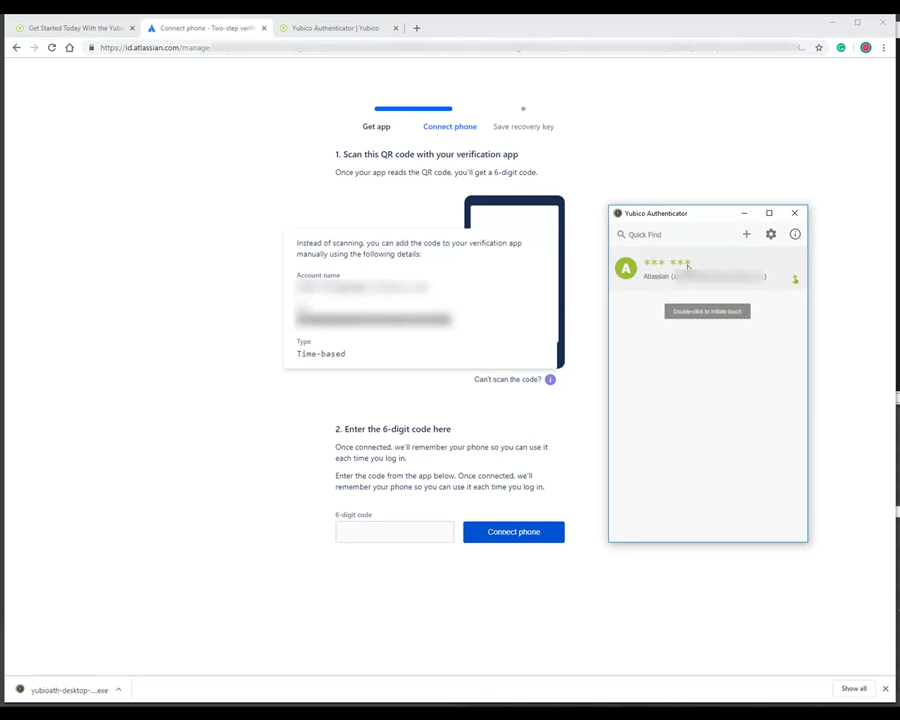 Get Started Today With the Yubi
Connect phone - Two-step verif
Yubico Authenticator | Yubico
https://id.atlassian.com/manage
Get app
Connect phone
Save recovery key
1. Scan this QR code with your verification app
Once your app reads the QR code, you'll get a 6-digit code.
Instead of scanning, you can add the code to your verification app
manually using the following details:
Account name
Type
Time-based
Can't scan the code?
2. Enter the 6-digit code here
Once connected, we'll remember your phone so you can use it
each time you log in.
Enter the code from the app below. Once connected, we'll
remember your phone so you can use it each time you log in.
6-digit code
Connect phone
Yubico Authenticator
Quick Find
A
*** ***
Atlassian (
)
Double-click to initiate touch
yubioath-desktop-....exe
Show all